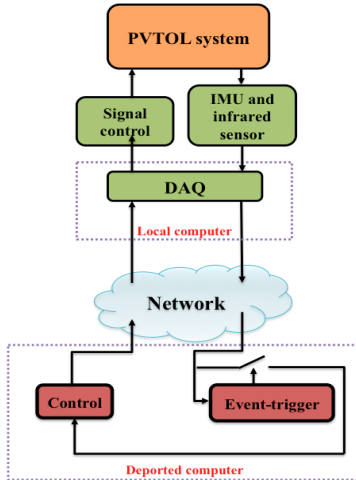 PVTOL system
Signal
control
IMU and
infrared
sensor
DAQ
Local computer
Network
Control
Event-trigger
Deported computer